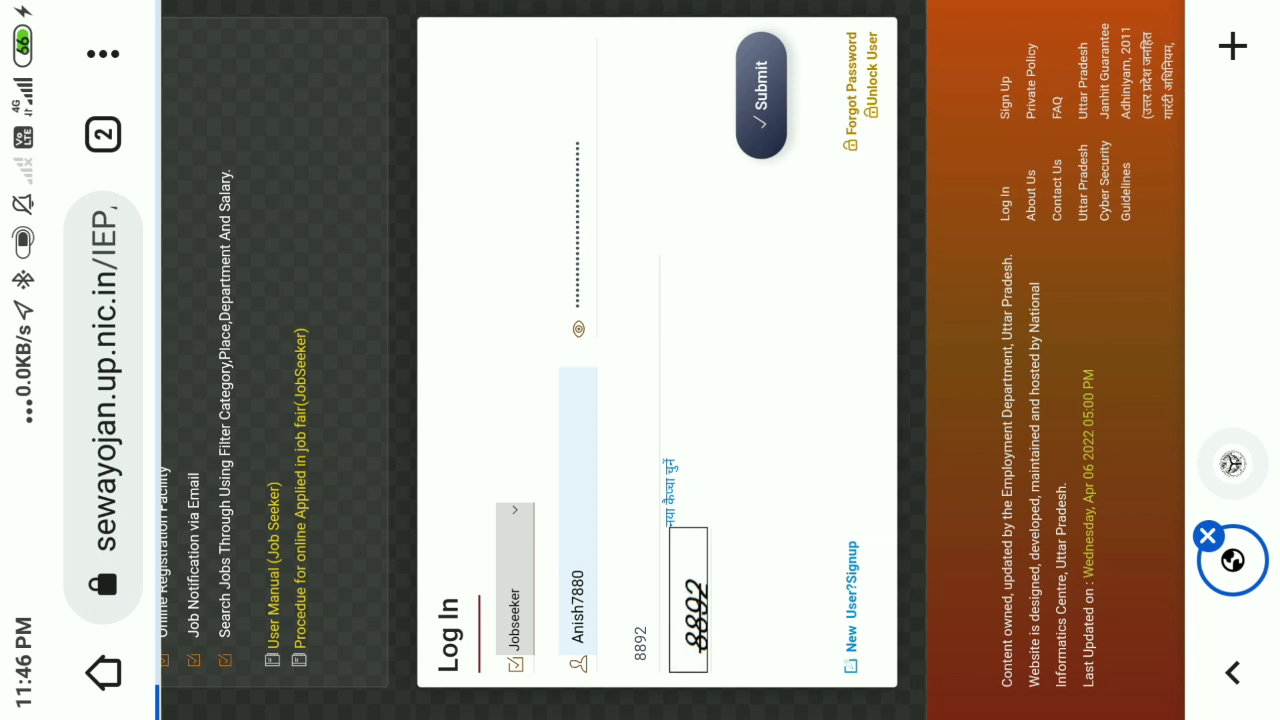 11:46 PM
...0.0KB/s
Vo LTE
4G
66
sewayojan.up.nic.in/IEP/
2
Online Registration Facility
Job Notification via Email
Search Jobs Through Using Filter Category,Place,Department And Salary.
User Manual (Job Seeker)
Procedue for online Applied in job fair(JobSeeker)
Log In
Jobseeker
Anish7880
8892
नया कैप्चा चुनें
8892
✓ Submit
New User?Signup
Forgot Password
Unlock User
Content owned, updated by the Employment Department, Uttar Pradesh.
Website is designed, developed, maintained and hosted by National
Informatics Centre, Uttar Pradesh.
Last Updated on : Wednesday, Apr 06 2022 05:00 PM
Log In
About Us
Contact Us
Uttar Pradesh
Cyber Security
Guidelines
Sign Up
Private Policy
FAQ
Uttar Pradesh
Janhit Guarantee
Adhiniyam, 2011
(उत्तर प्रदेश जनहित
गारंटी अधिनियम,